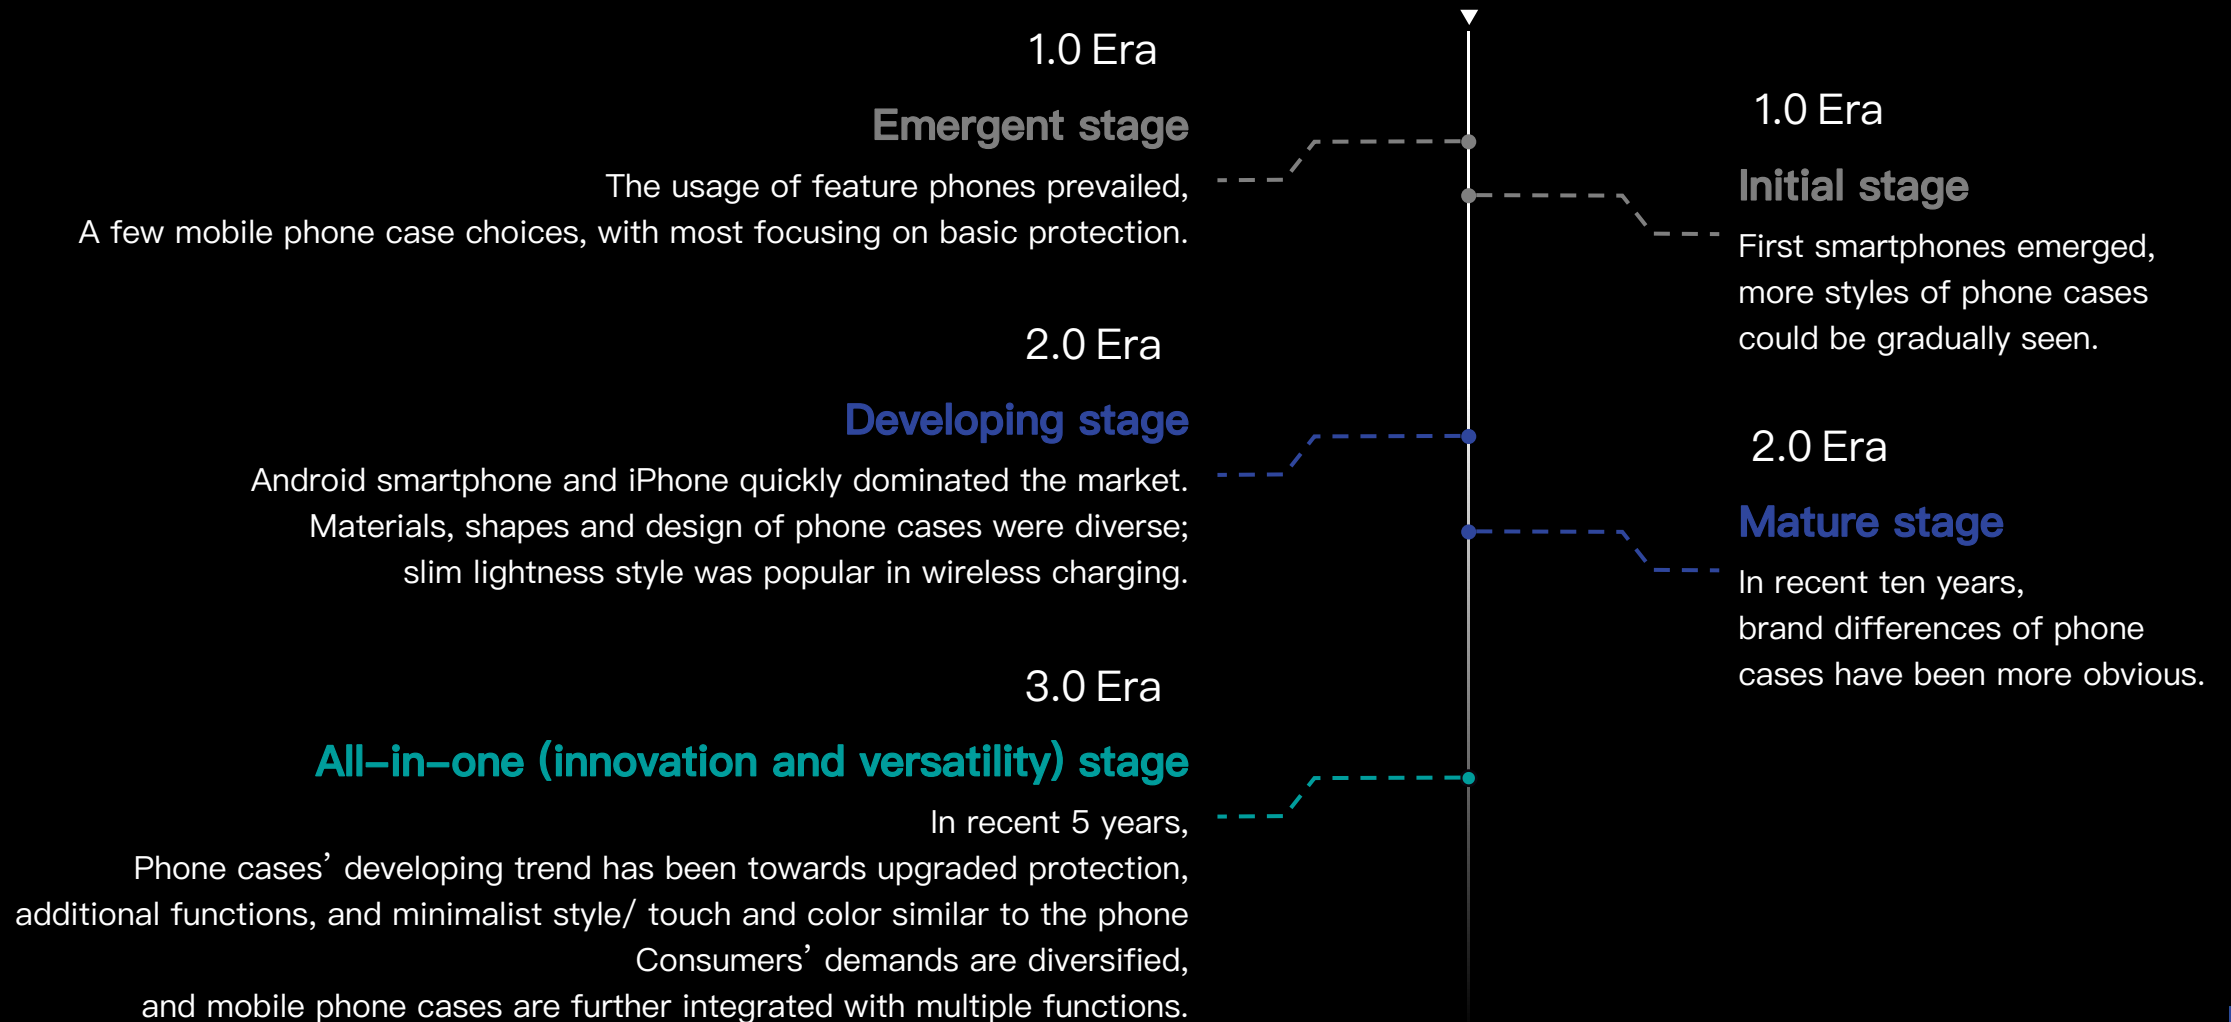 1.0 Era
Emergent stage
The usage of feature phones prevailed,
A few mobile phone case choices, with most focusing on basic protection.
1.0 Era
Initial stage
First smartphones emerged,
more styles of phone cases
could be gradually seen.
2.0 Era
Developing stage
Android smartphone and iPhone quickly dominated the market.
Materials, shapes and design of phone cases were diverse;
slim lightness style was popular in wireless charging.
2.0 Era
Mature stage
In recent ten years,
brand differences of phone
cases have been more obvious.
3.0 Era
All-in-one (innovation and versatility) stage
In recent 5 years,
Phone cases’ developing trend has been towards upgraded protection,
additional functions, and minimalist style/ touch and color similar to the phone
Consumers’ demands are diversified,
and mobile phone cases are further integrated with multiple functions.